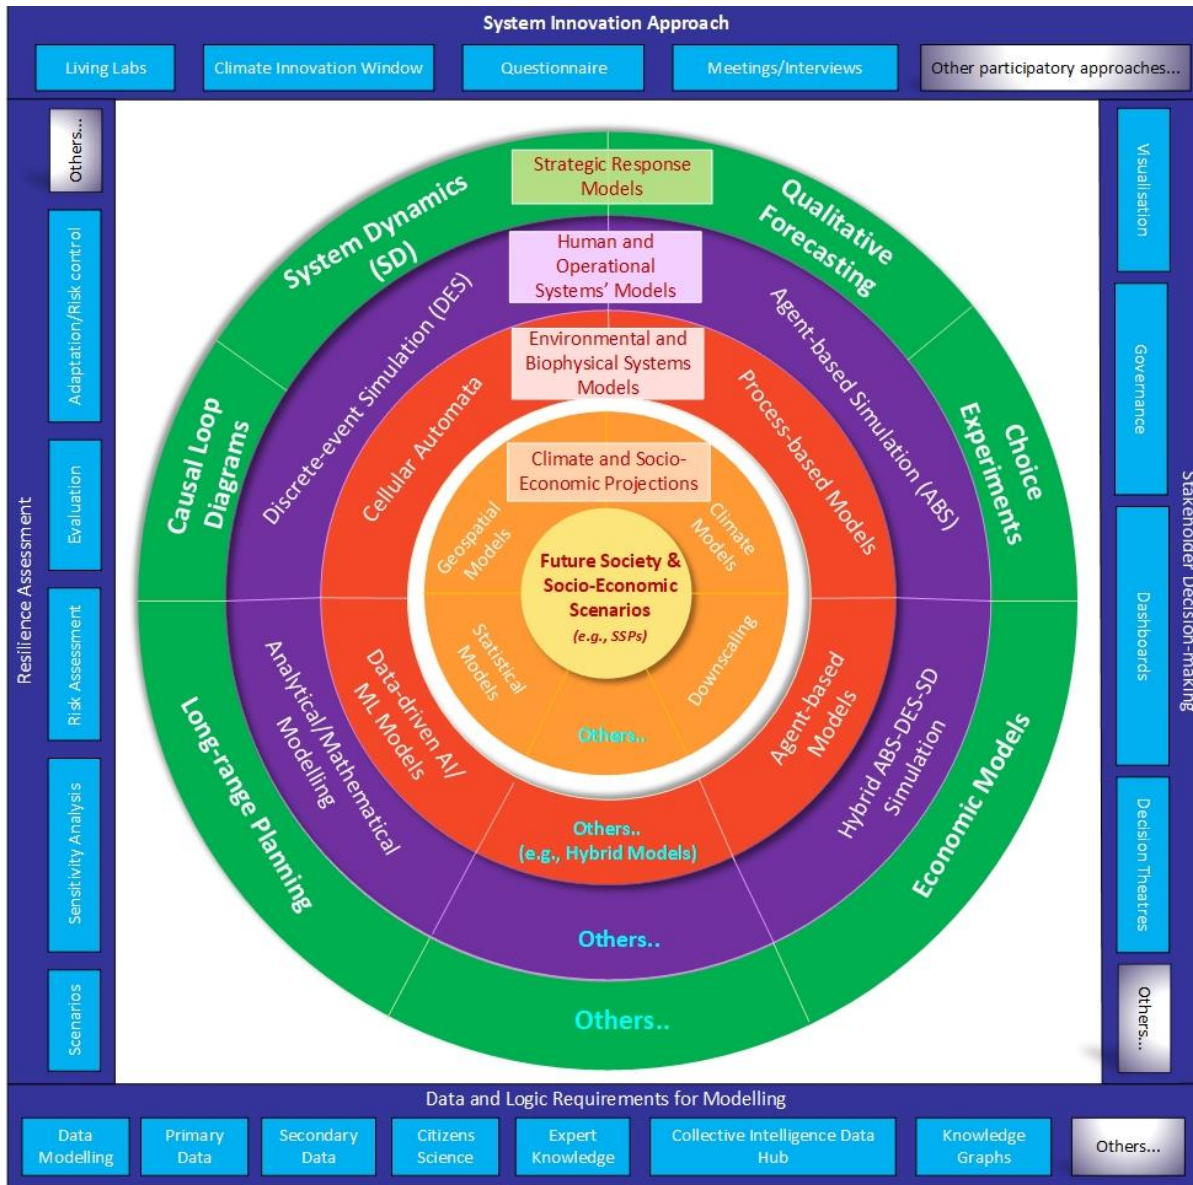 System Innovation Approach
Living Labs
Climate Innovation Window
Questionnaire
Meetings/Interviews
Other participatory approaches...
Resilience Assessment
Others...
Adaptation/Risk control
Evaluation
Risk Assessment
Sensitivity Analysis
Scenarios
Strategic Response
Models
System Dynamics
(SD)
Qualitative
Forecasting
Causal Loop
Diagrams
Choice
Experiments
Long-range Planning
Economic Models
Others..
Human and
Operational
Systems' Models
Discrete-event Simulation (DES)
Agent-based Simulation (ABS)
Analytical/Mathematical
Modelling
Hybrid ABS-DES-SD
Simulation
Others..
Environmental and
Biophysical Systems
Models
Cellular Automata
Process-based Models
Data-driven AI/
ML Models
Agent-based
Models
Others..
(e.g., Hybrid Models)
Climate and Socio-
Economic Projections
Geospatial
Models
Climate
Models
Statistical
Models
Downscaling
Others..
Future Society &
Socio-Economic
Scenarios
(e.g., SSPs)
Stakeholder Decision-making
Visualisation
Governance
Dashboards
Decision Theatres
Others...
Data and Logic Requirements for Modelling
Data
Modelling
Primary
Data
Secondary
Data
Citizens
Science
Expert
Knowledge
Collective Intelligence Data
Hub
Knowledge
Graphs
Others...